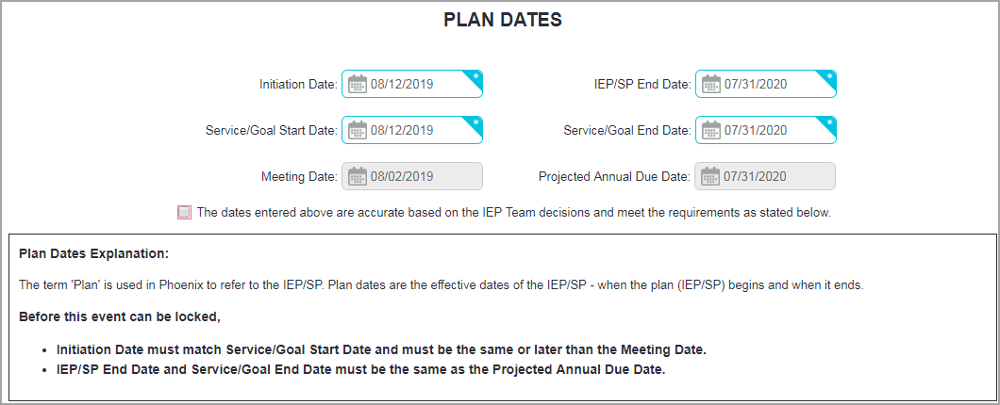 PLAN DATES
Initiation Date: 08/12/2019 * IEP/SP End Date: 07/31/2020 *
Service/Goal Start Date: 08/12/2019 * Service/Goal End Date: 07/31/2020 *
Meeting Date: 08/02/2019 Projected Annual Due Date: 07/31/2020
The dates entered above are accurate based on the IEP Team decisions and meet the requirements as stated below.
Plan Dates Explanation:
The term 'Plan' is used in Phoenix to refer to the IEP/SP. Plan dates are the effective dates of the IEP/SP - when the plan (IEP/SP) begins and when it ends.
Before this event can be locked,
• Initiation Date must match Service/Goal Start Date and must be the same or later than the Meeting Date.
• IEP/SP End Date and Service/Goal End Date must be the same as the Projected Annual Due Date.